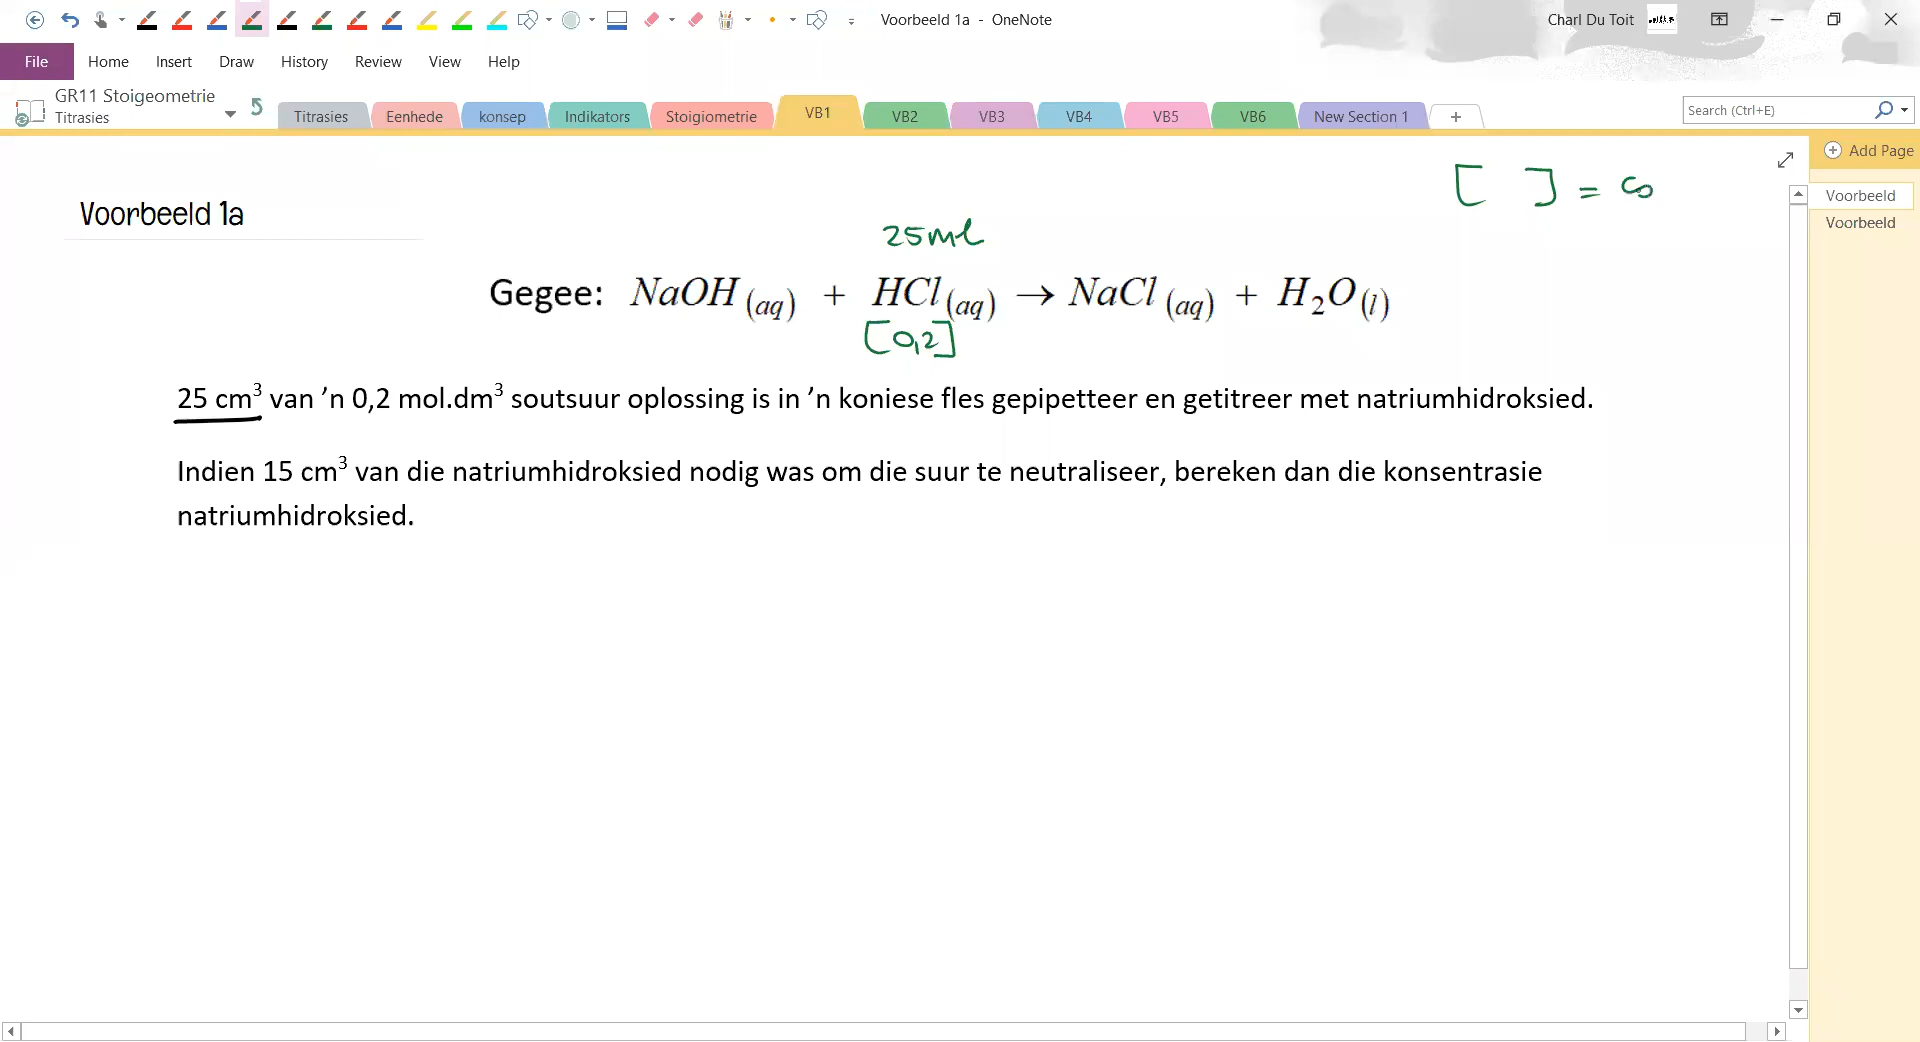 Voorbeeld 1a - OneNote
Charl Du Toit
File Home Insert Draw History Review View Help
GR11 Stoigeometrie
Titrasies
Titrasies Eenhede konsep Indikators Stoigiometrie VB1 VB2 VB3 VB4 VB5 VB6 New Section 1 +
Search (Ctrl+E)
Add Page
Voorbeeld
Voorbeeld
[ ] =
Voorbeeld 1a
25ml
Gegee: NaOH (aq) + HCl (aq) → NaCl (aq) + H₂O (l)
[0,2]
25 cm³ van ’n 0,2 mol.dm³ soutsuur oplossing is in ’n koniese fles gepipetteer en getitreer met natriumhidroksied.
Indien 15 cm³ van die natriumhidroksied nodig was om die suur te neutraliseer, bereken dan die konsentrasie
natriumhidroksied.